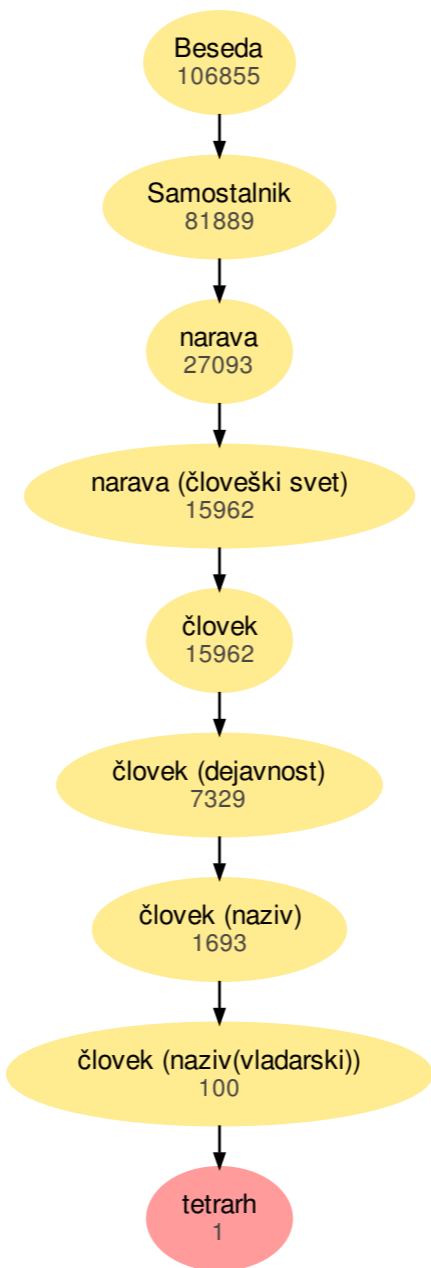 Beseda
106855
Samostalnik
81889
narava
27093
narava (človeški svet)
15962
človek
15962
človek (dejavnost)
7329
človek (naziv)
1693
človek (naziv(vladarski))
100
tetrarh
1